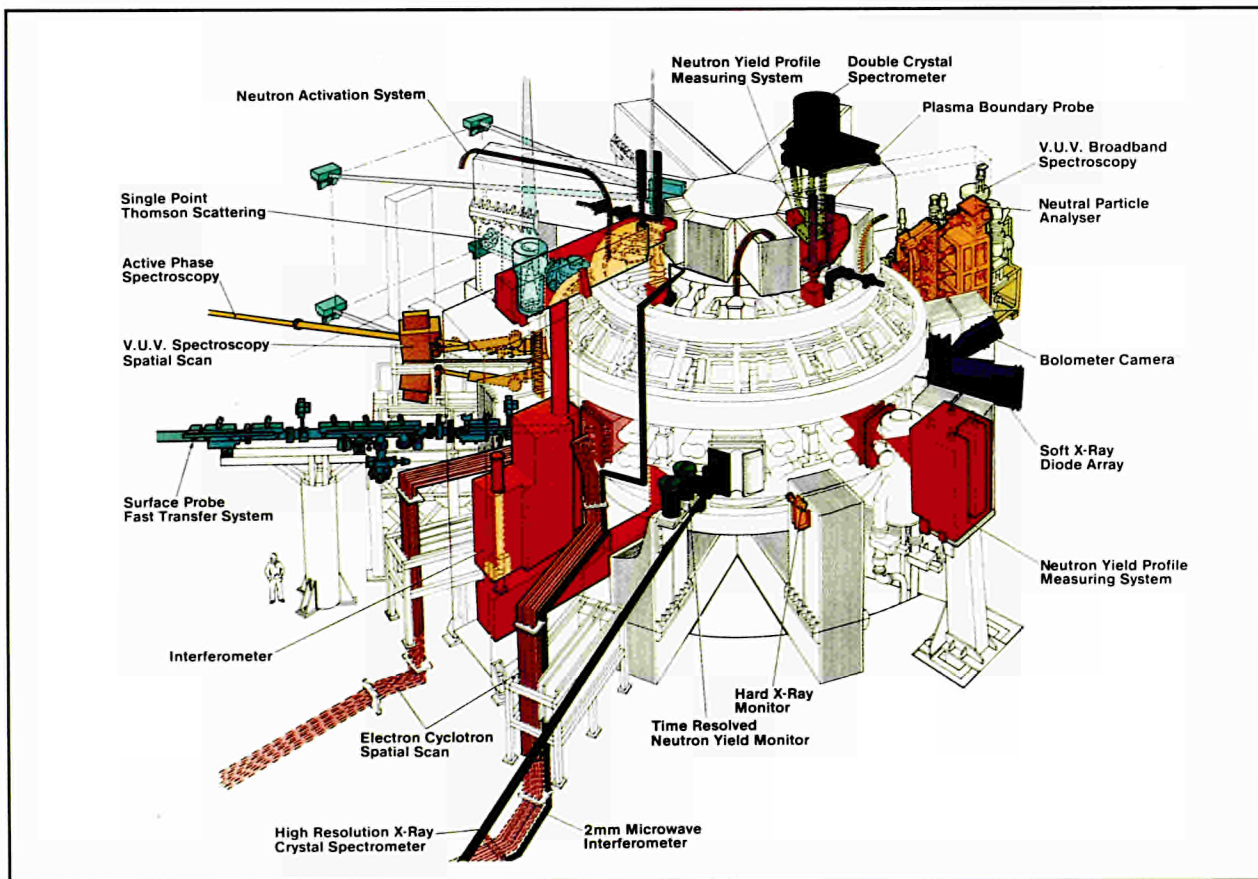 Neutron Yield Profile
Measuring System
Double Crystal
Spectrometer
Neutron Activation System
Plasma Boundary Probe
V.U.V. Broadband
Spectroscopy
Single Point
Thomson Scattering
Neutral Particle
Analyser
Active Phase
Spectroscopy
V.U.V. Spectroscopy
Spatial Scan
Bolometer Camera
Soft X-Ray
Diode Array
Surface Probe
Fast Transfer System
Neutron Yield Profile
Measuring System
Interferometer
Hard X-Ray
Monitor
Time Resolved
Neutron Yield Monitor
Electron Cyclotron
Spatial Scan
High Resolution X-Ray
Crystal Spectrometer
2mm Microwave
Interferometer